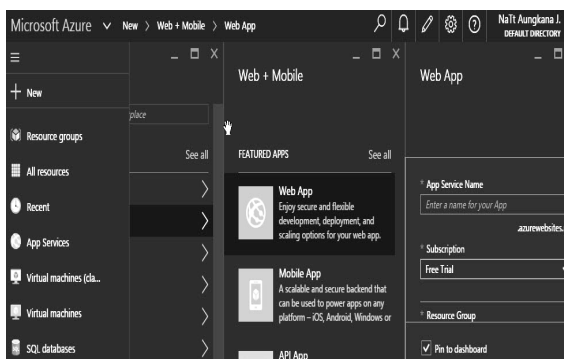 Microsoft Azure New > Web + Mobile > Web App
NaTt Aungkana J.
DEFAULT DIRECTORY
New
Resource groups
All resources
Recent
App Services
Virtual machines (cla...
Virtual machines
SQL databases
place
See all
Web + Mobile
FEATURED APPS See all
Web App
Enjoy secure and flexible
development, deployment, and
scaling options for your web app.
Mobile App
A scalable and secure backend that
can be used to power apps on any
platform – iOS, Android, Windows or
API App
Web App
* App Service Name
Enter a name for your App
.azurewebsites.
* Subscription
Free Trial
* Resource Group
Pin to dashboard